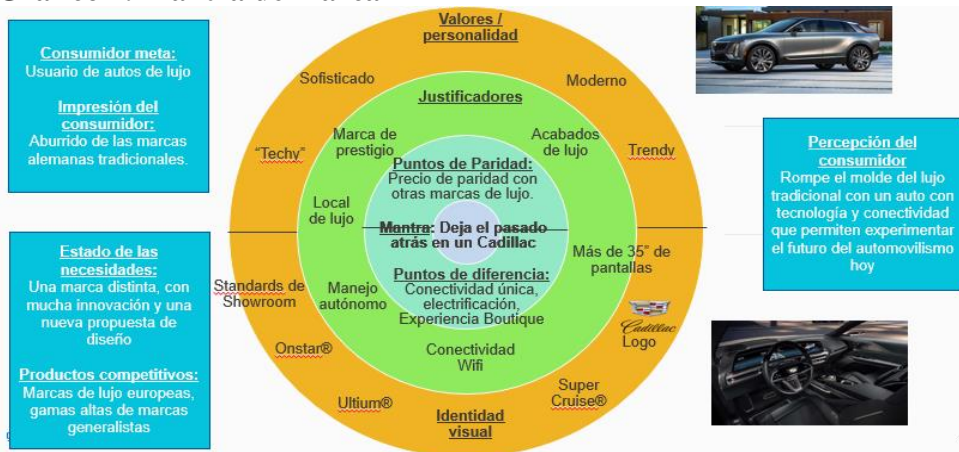 Consumidor meta:
Usuario de autos de lujo
Impresión del
consumidor:
Aburrido de las marcas
alemanas tradicionales.
Estado de las
necesidades:
Una marca distinta, con
mucha innovación y una
nueva propuesta de
diseño
Productos competitivos:
Marcas de lujo europeas,
gamas altas de marcas
generalistas
Valores /
personalidad
Sofisticado
Moderno
"Techy"
Trendy
Justificadores
Marca de
prestigio
Acabados
de lujo
Local
de lujo
Puntos de Paridad:
Precio de paridad con
otras marcas de lujo.
Mantra: Deja el pasado
atrás en un Cadillac
Puntos de diferencia:
Conectividad única,
electrificación,
Experiencia Boutique
Más de 35" de
pantallas
Manejo
autónomo
Conectividad
Wifi
Standards de
Showroom
Onstar®
Ultium®
Identidad
visual
Super
Cruise®
Cadillac
Logo
Percepción del
consumidor
Rompe el molde del lujo
tradicional con un auto con
tecnología y conectividad
que permiten experimentar
el futuro del automovilismo
hoy